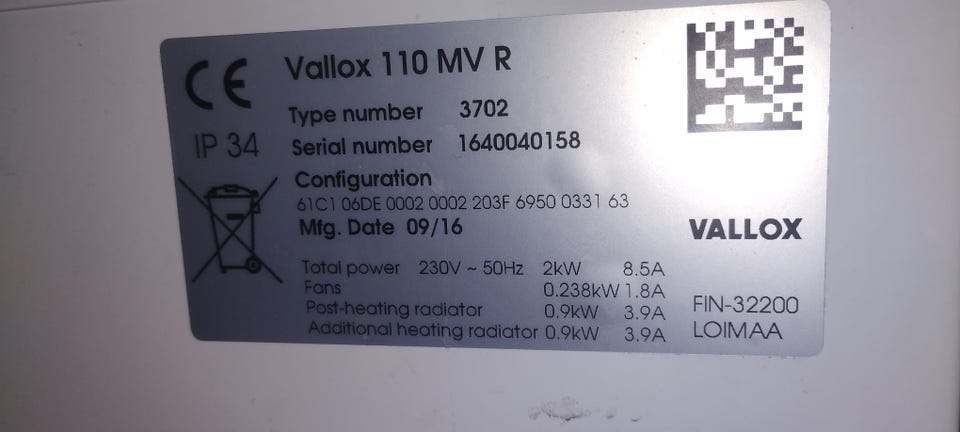 CE
IP 34
Vallox 110 MV R
Type number 3702
Serial number 1640040158
Configuration
61C1 06DE 0002 0002 203F 6950 0331 63
Mfg. Date 09/16
Total power 230V ~ 50Hz 2kW 8.5A
Fans 0.238kW 1.8A
Post-heating radiator 0.9kW 3.9A
Additional heating radiator 0.9kW 3.9A
VALLOX
FIN-32200
LOIMAA